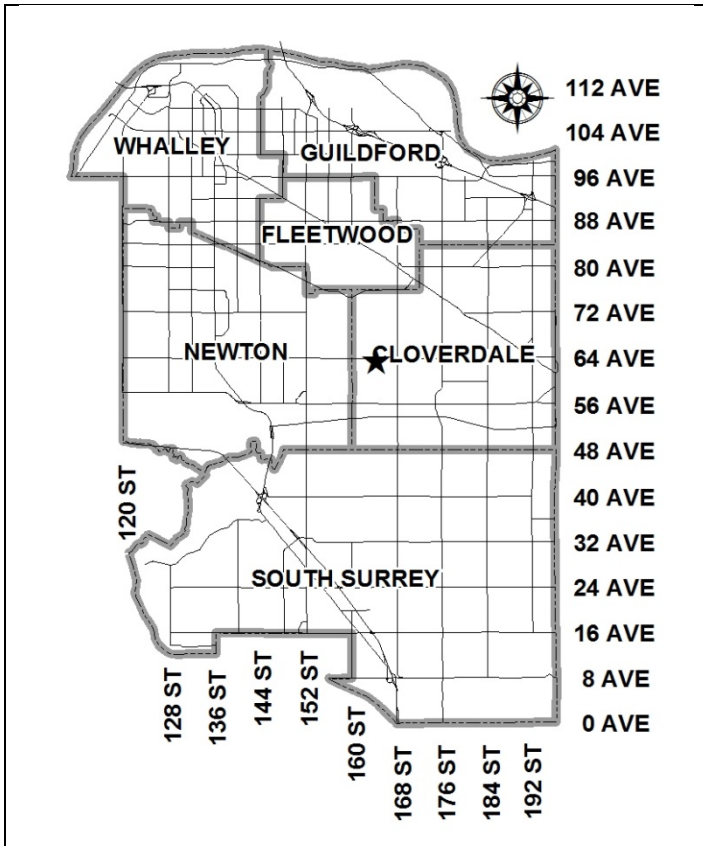 112 AVE
104 AVE
WHALLEY
GUILDFORD
96 AVE
88 AVE
FLEETWOOD
80 AVE
72 AVE
NEWTON
CLOVERDALE
64 AVE
56 AVE
48 AVE
120 ST
40 AVE
32 AVE
SOUTH SURREY
24 AVE
16 AVE
8 AVE
0 AVE
128 ST
136 ST
144 ST
152 ST
160 ST
168 ST
176 ST
184 ST
192 ST